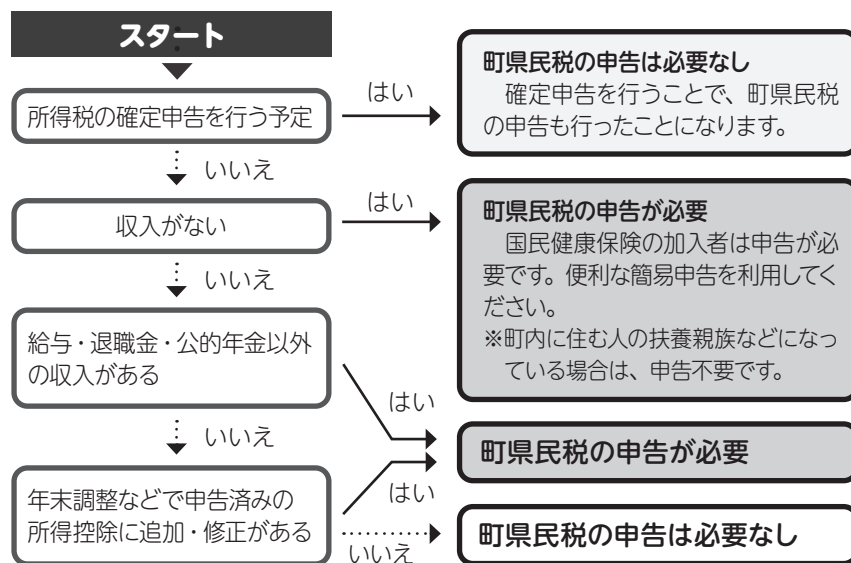 スタート
所得税の確定申告を行う予定
はい
町県民税の申告は必要なし
確定申告を行うことで、町県民税
の申告も行ったことになります。
いいえ
収入がない
はい
町県民税の申告が必要
国民健康保険の加入者は申告が必
要です。便利な簡易申告を利用してく
ださい。
※町内に住む人の扶養親族などになっ
ている場合は、申告不要です。
いいえ
給与・退職金・公的年金以外
の収入がある
はい
町県民税の申告が必要
いいえ
年末調整などで申告済みの
所得控除に追加・修正がある
はい
いいえ
町県民税の申告は必要なし